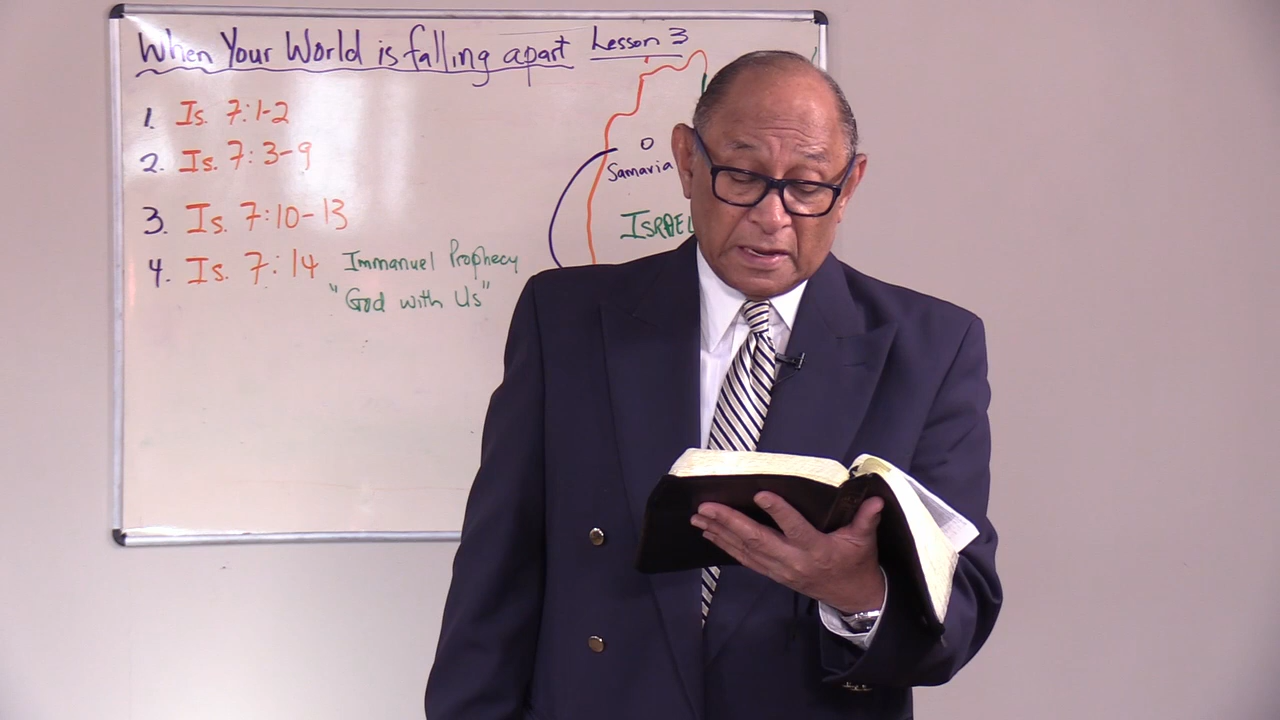 When Your World is falling apart Lesson 3
1. Is. 7:1-2
2. Is. 7:3-9
3. Is. 7:10-13
4. Is. 7:14 Immanuel Prophecy
"God with Us"
Samaria
ISRAEL